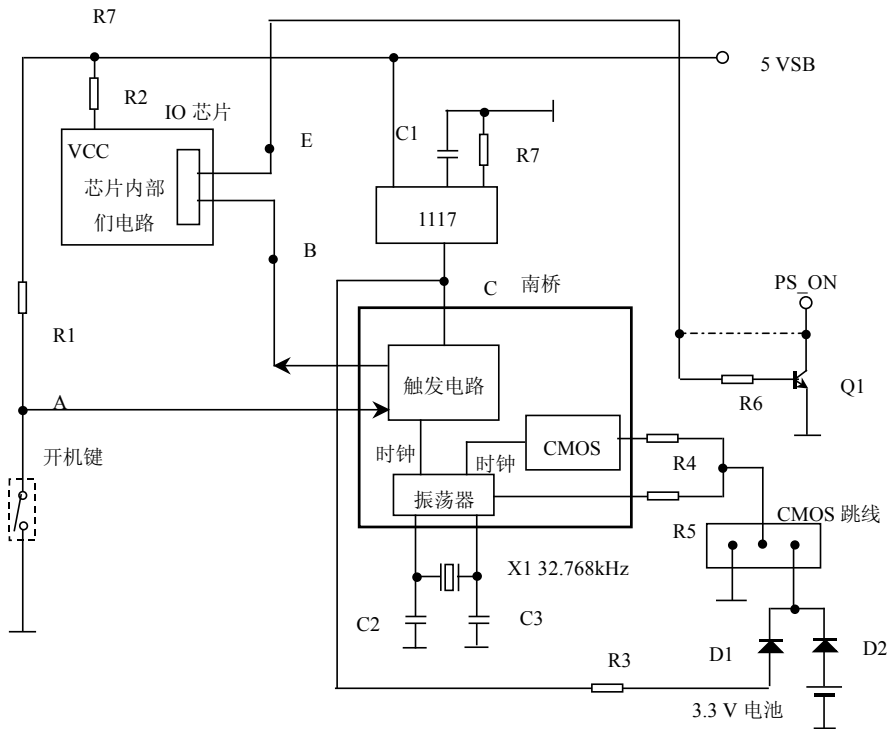 R7
5 VSB
R2
IO 芯片
E
C1
R7
VCC
芯片内部
们电路
1117
B
C
南桥
PS_ON
R1
触发电路
Q1
A
R6
时钟
CMOS
开机键
时钟
R4
振荡器
CMOS 跳线
R5
X1 32.768kHz
C2
C3
D1
D2
R3
3.3 V 电池